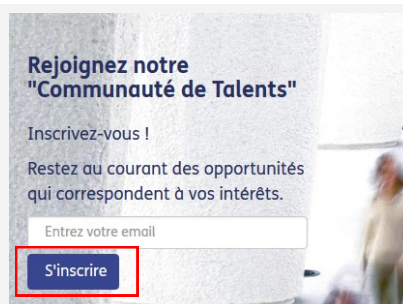 Rejoignez notre
"Communauté de Talents"
Inscrivez-vous !
Restez au courant des opportunités
qui correspondent à vos intérêts.
Entrez votre email
S'inscrire